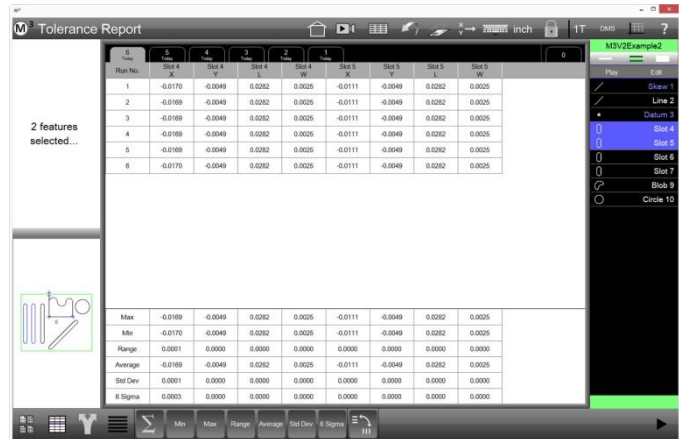 M³
M³ Tolerance Report
inch
1T
DMS
?
6 Today
5 Today
4 Today
3 Today
2 Today
1 Today
0
Run No. Slot 4 X Slot 4 Y Slot 4 L Slot 4 W Slot 5 X Slot 5 Y Slot 5 L Slot 5 W
1 -0.0170 -0.0049 0.0282 0.0025 -0.0111 -0.0049 0.0282 0.0025
2 -0.0169 -0.0049 0.0282 0.0025 -0.0111 -0.0049 0.0282 0.0025
3 -0.0169 -0.0049 0.0282 0.0025 -0.0111 -0.0049 0.0282 0.0025
4 -0.0169 -0.0049 0.0282 0.0025 -0.0111 -0.0049 0.0282 0.0025
5 -0.0169 -0.0049 0.0282 0.0025 -0.0111 -0.0049 0.0282 0.0025
6 -0.0170 -0.0049 0.0282 0.0025 -0.0111 -0.0049 0.0282 0.0025
2 features
selected...
Max -0.0169 -0.0049 0.0282 0.0025 -0.0111 -0.0049 0.0282 0.0025
Min -0.0170 -0.0049 0.0282 0.0025 -0.0111 -0.0049 0.0282 0.0025
Range 0.0001 0.0000 0.0000 0.0000 0.0000 0.0000 0.0000 0.0000
Average -0.0169 -0.0049 0.0282 0.0025 -0.0111 -0.0049 0.0282 0.0025
Std Dev 0.0001 0.0000 0.0000 0.0000 0.0000 0.0000 0.0000 0.0000
6 Sigma 0.0003 0.0000 0.0000 0.0000 0.0000 0.0000 0.0000 0.0000
M3V2Example2
Play Edit
Skew 1
Line 2
Datum 3
Slot 4
Slot 5
Slot 6
Slot 7
Blob 9
Circle 10
Σ Min Max Range Average Std Dev 6 Sigma